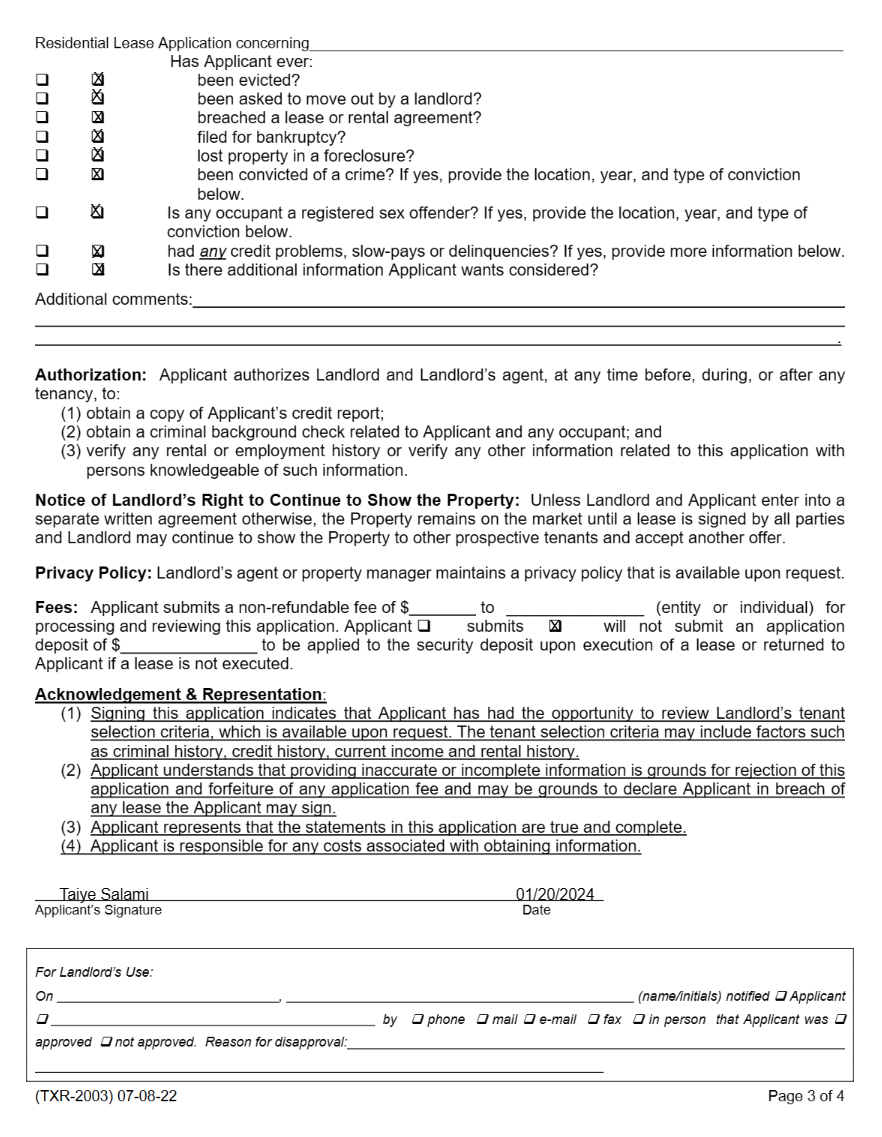 Residential Lease Application concerning
Has Applicant ever:
❑ ☒ been evicted?
❑ ☒ been asked to move out by a landlord?
❑ ☒ breached a lease or rental agreement?
❑ ☒ filed for bankruptcy?
❑ ☒ lost property in a foreclosure?
❑ ☒ been convicted of a crime? If yes, provide the location, year, and type of conviction
below.
❑ ☒ Is any occupant a registered sex offender? If yes, provide the location, year, and type of
conviction below.
❑ ☒ had any credit problems, slow-pays or delinquencies? If yes, provide more information below.
❑ ☒ Is there additional information Applicant wants considered?
Additional comments:
.
Authorization: Applicant authorizes Landlord and Landlord's agent, at any time before, during, or after any
tenancy, to:
(1) obtain a copy of Applicant's credit report;
(2) obtain a criminal background check related to Applicant and any occupant; and
(3) verify any rental or employment history or verify any other information related to this application with
persons knowledgeable of such information.
Notice of Landlord's Right to Continue to Show the Property: Unless Landlord and Applicant enter into a
separate written agreement otherwise, the Property remains on the market until a lease is signed by all parties
and Landlord may continue to show the Property to other prospective tenants and accept another offer.
Privacy Policy: Landlord's agent or property manager maintains a privacy policy that is available upon request.
Fees: Applicant submits a non-refundable fee of $________ to ________________ (entity or individual) for
processing and reviewing this application. Applicant ❑ submits ☒ will not submit an application
deposit of $________________ to be applied to the security deposit upon execution of a lease or returned to
Applicant if a lease is not executed.
Acknowledgement & Representation:
(1) Signing this application indicates that Applicant has had the opportunity to review Landlord's tenant
selection criteria, which is available upon request. The tenant selection criteria may include factors such
as criminal history, credit history, current income and rental history.
(2) Applicant understands that providing inaccurate or incomplete information is grounds for rejection of this
application and forfeiture of any application fee and may be grounds to declare Applicant in breach of
any lease the Applicant may sign.
(3) Applicant represents that the statements in this application are true and complete.
(4) Applicant is responsible for any costs associated with obtaining information.
Taiye Salami 01/20/2024
Applicant's Signature Date
For Landlord's Use:
On ________________, ________________ (name/initials) notified ❑ Applicant
❑ ________________ by ❑ phone ❑ mail ❑ e-mail ❑ fax ❑ in person that Applicant was ❑
approved ❑ not approved. Reason for disapproval:
(TXR-2003) 07-08-22 Page 3 of 4